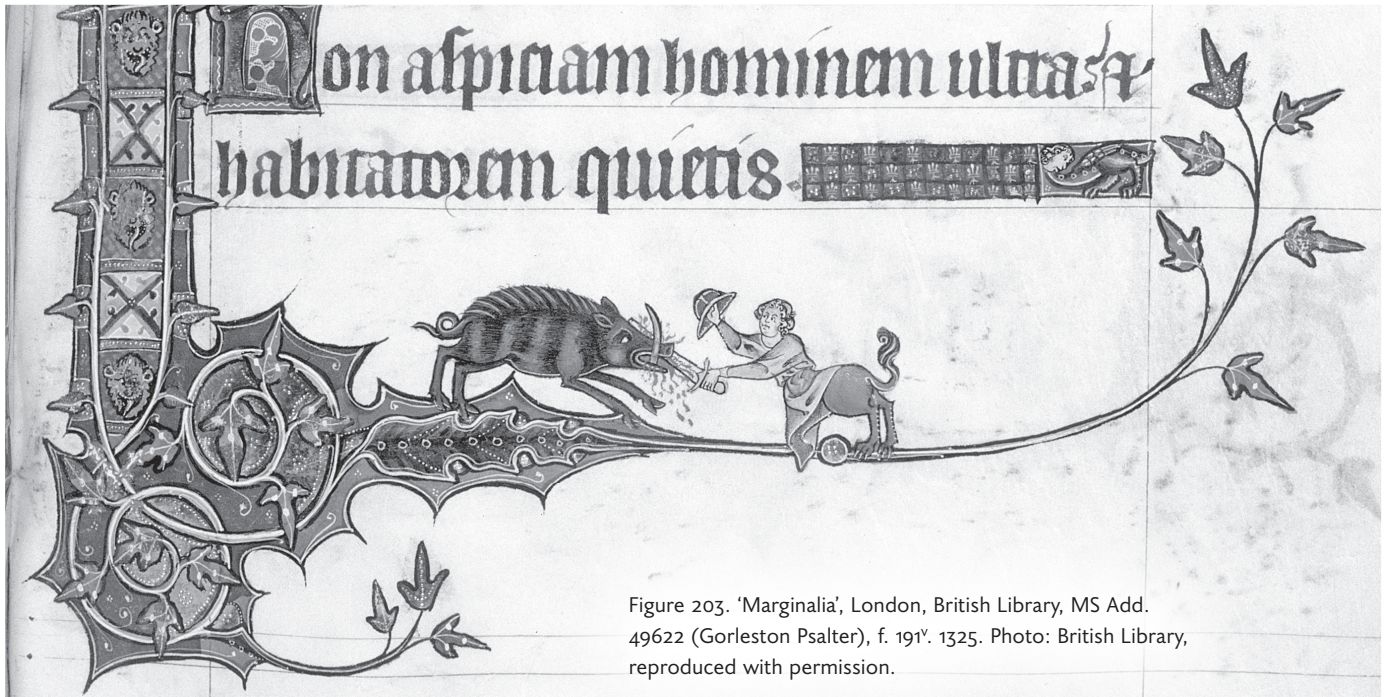 Non aspiciam hominem ultra: &
habitatorem quietis.
Figure 203. ‘Marginalia’, London, British Library, MS Add.
49622 (Gorleston Psalter), f. 191ᵛ. 1325. Photo: British Library,
reproduced with permission.